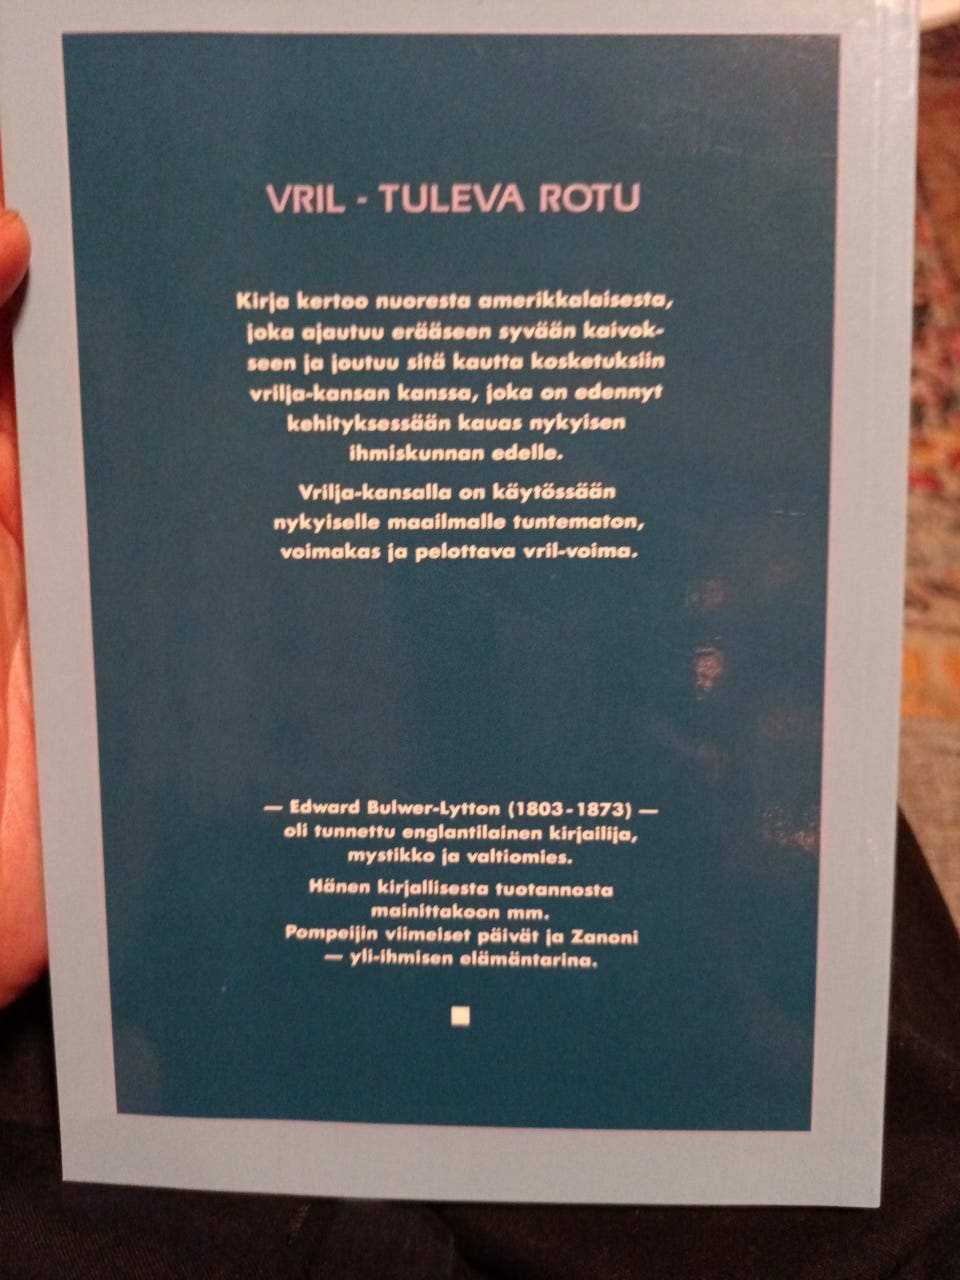 VRIL - TULEVA ROTU
Kirja kertoo nuoresta amerikkalaisesta,
joka ajautuu erääseen syvään kaivok-
seen ja joutuu sitä kautta kosketuksiin
vrilja-kansan kanssa, joka on edennyt
kehityksessään kauas nykyisen
ihmiskunnan edelle.
Vrilja-kansalla on käytössään
nykyiselle maailmalle tuntematon,
voimakas ja pelottava vril-voima.
— Edward Bulwer-Lytton (1803-1873) —
oli tunnettu englantilainen kirjailija,
mystikko ja valtiomies.
Hänen kirjallisesta tuotannosta
mainittakoon mm.
Pompeijin viimeiset päivät ja Zanoni
— yli-ihmisen elämäntarina.